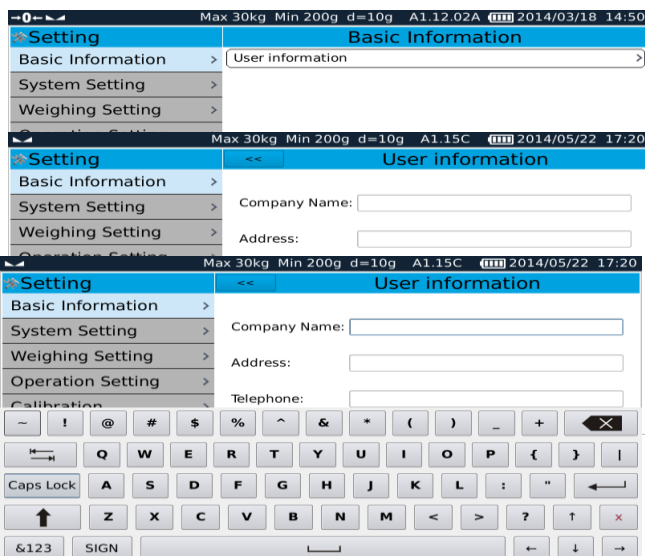 →0← Max 30kg Min 200g d=10g A1.12.02A 2014/03/18 14:50
Setting Basic Information
Basic Information > User information >
System Setting >
Weighing Setting >
Max 30kg Min 200g d=10g A1.15C 2014/05/22 17:20
Setting << User information
Basic Information >
System Setting > Company Name:
Weighing Setting > Address:
Operation Setting
Max 30kg Min 200g d=10g A1.15C 2014/05/22 17:20
Setting << User information
Basic Information >
System Setting > Company Name:
Weighing Setting > Address:
Operation Setting >
Calibration Telephone:
~ ! @ # $ % ^ & * ( ) _ + X
Q W E R T Y U I O P { } |
Caps Lock A S D F G H J K L : " 
Z X C V B N M < > ? ↑ ×
&123 SIGN ← ↓ →